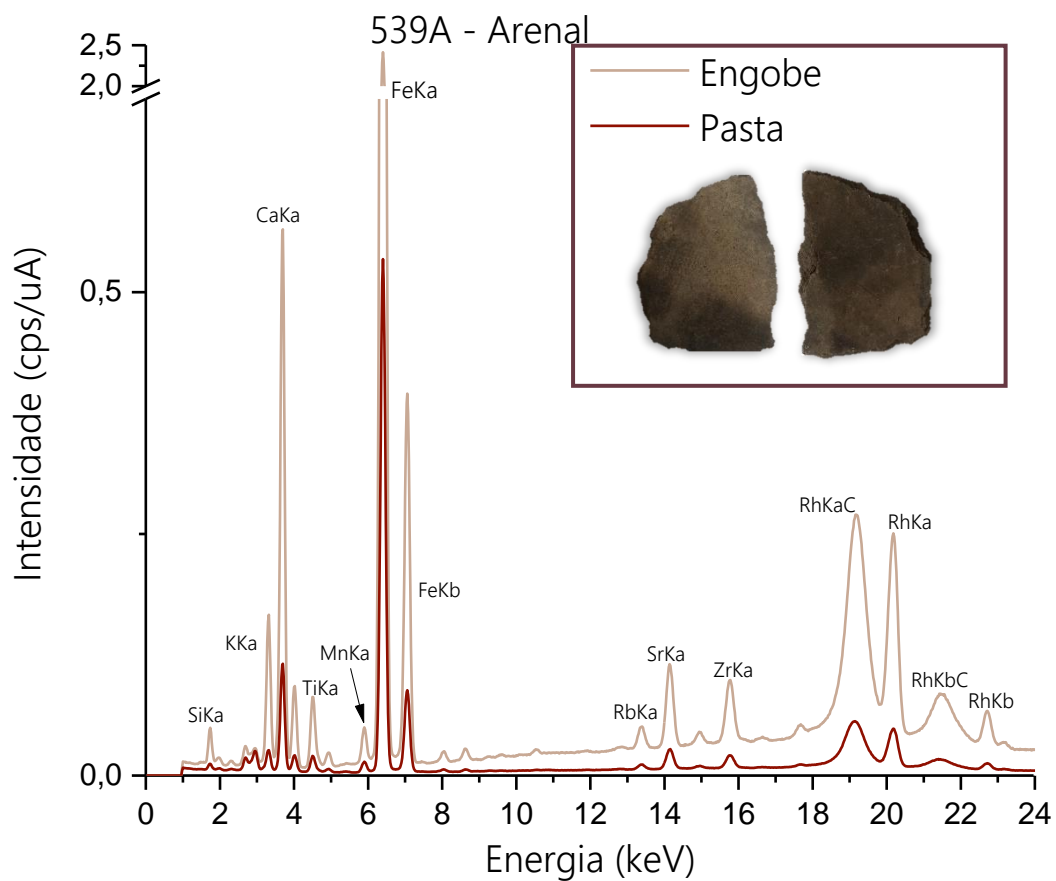 539A - Arenal
2,5
2,0
0,5
0,0
Intensidade (cps/uA)
Engobe
Pasta
FeKa
CaKa
FeKb
KKa
MnKa
TiKa
SiKa
RhKaC
RhKa
SrKa
ZrKa
RbKa
RhKbC
RhKb
0 2 4 6 8 10 12 14 16 18 20 22 24
Energia (keV)